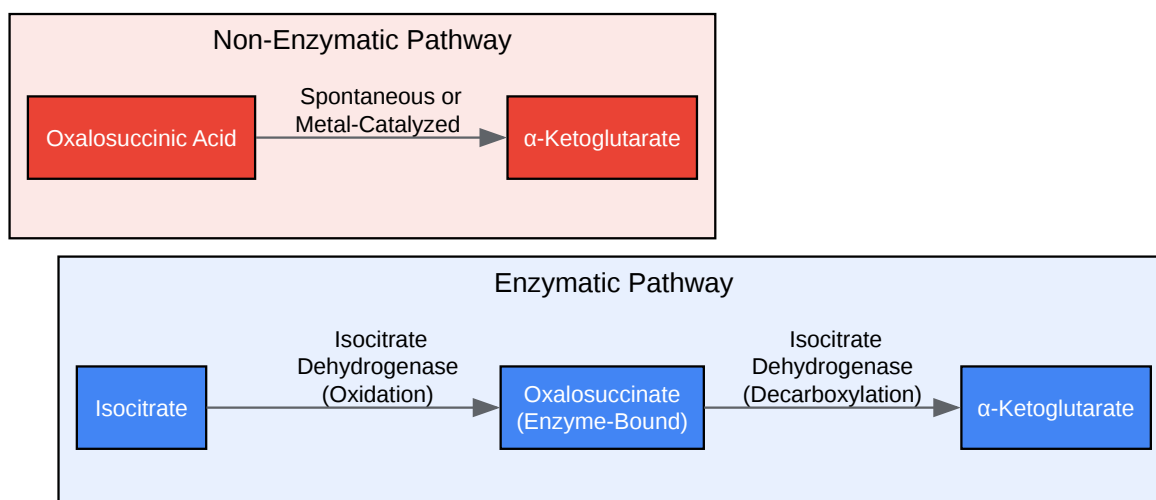 Non-Enzymatic Pathway
Spontaneous or
Metal-Catalyzed
Oxalosuccinic Acid
α-Ketoglutarate
Enzymatic Pathway
Isocitrate
Dehydrogenase
(Oxidation)
Isocitrate
Dehydrogenase
(Decarboxylation)
Isocitrate
Oxalosuccinate
(Enzyme-Bound)
α-Ketoglutarate